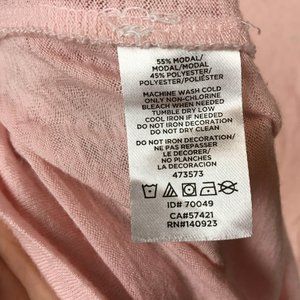 55% MODAL/
MODAL/MODAL
45% POLYESTER/
POLYESTER/POLIÉSTER
MACHINE WASH COLD
ONLY NON-CHLORINE
BLEACH WHEN NEEDED
TUMBLE DRY LOW
COOL IRON IF NEEDED
DO NOT IRON DECORATION
DO NOT DRY CLEAN
DO NOT IRON DECORATION/
NE PAS REPASSER
LE DECORER/
NO PLANCHES
LA DECORACIÓN
473573
ID# 70049
CA#57421
RN#140923